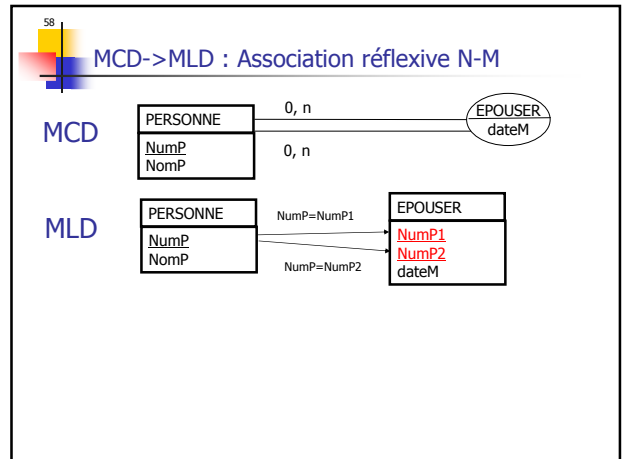 58
MCD->MLD : Association réflexive N-M
MCD
PERSONNE
NumP
NomP
0, n
0, n
EPOUSER
dateM
MLD
PERSONNE
NumP
NomP
NumP=NumP1
NumP=NumP2
EPOUSER
NumP1
NumP2
dateM